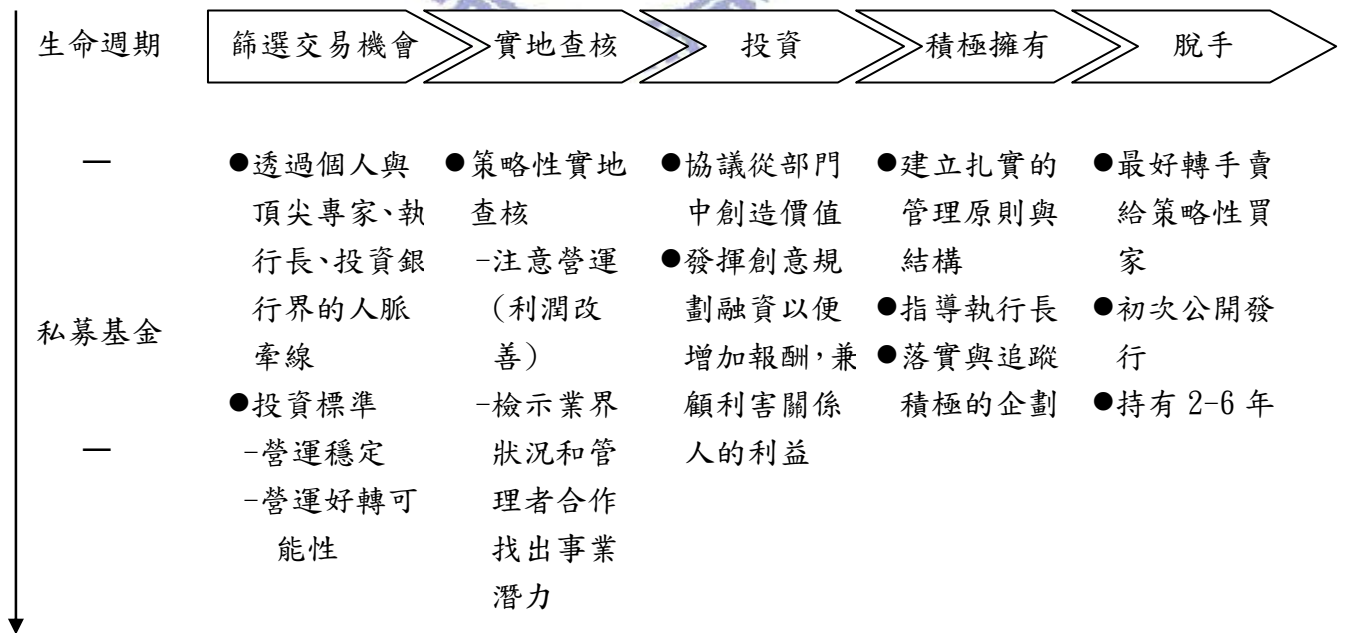 生命週期
篩選交易機會
實地查核
投資
積極擁有
脫手
—
私募基金
—
●透過個人與
頂尖專家、執
行長、投資銀
行界的人脈
牽線
●投資標準
-營運穩定
-營運好轉可
能性
●策略性實地
查核
-注意營運
(利潤改
善)
-檢示業界
狀況和管
理者合作
找出事業
潛力
●協議從部門
中創造價值
●發揮創意規
劃融資以便
增加報酬,兼
顧利害關係
人的利益
●建立扎實的
管理原則與
結構
●指導執行長
●落實與追蹤
積極的企劃
●最好轉手賣
給策略性買
家
●初次公開發
行
●持有 2-6 年